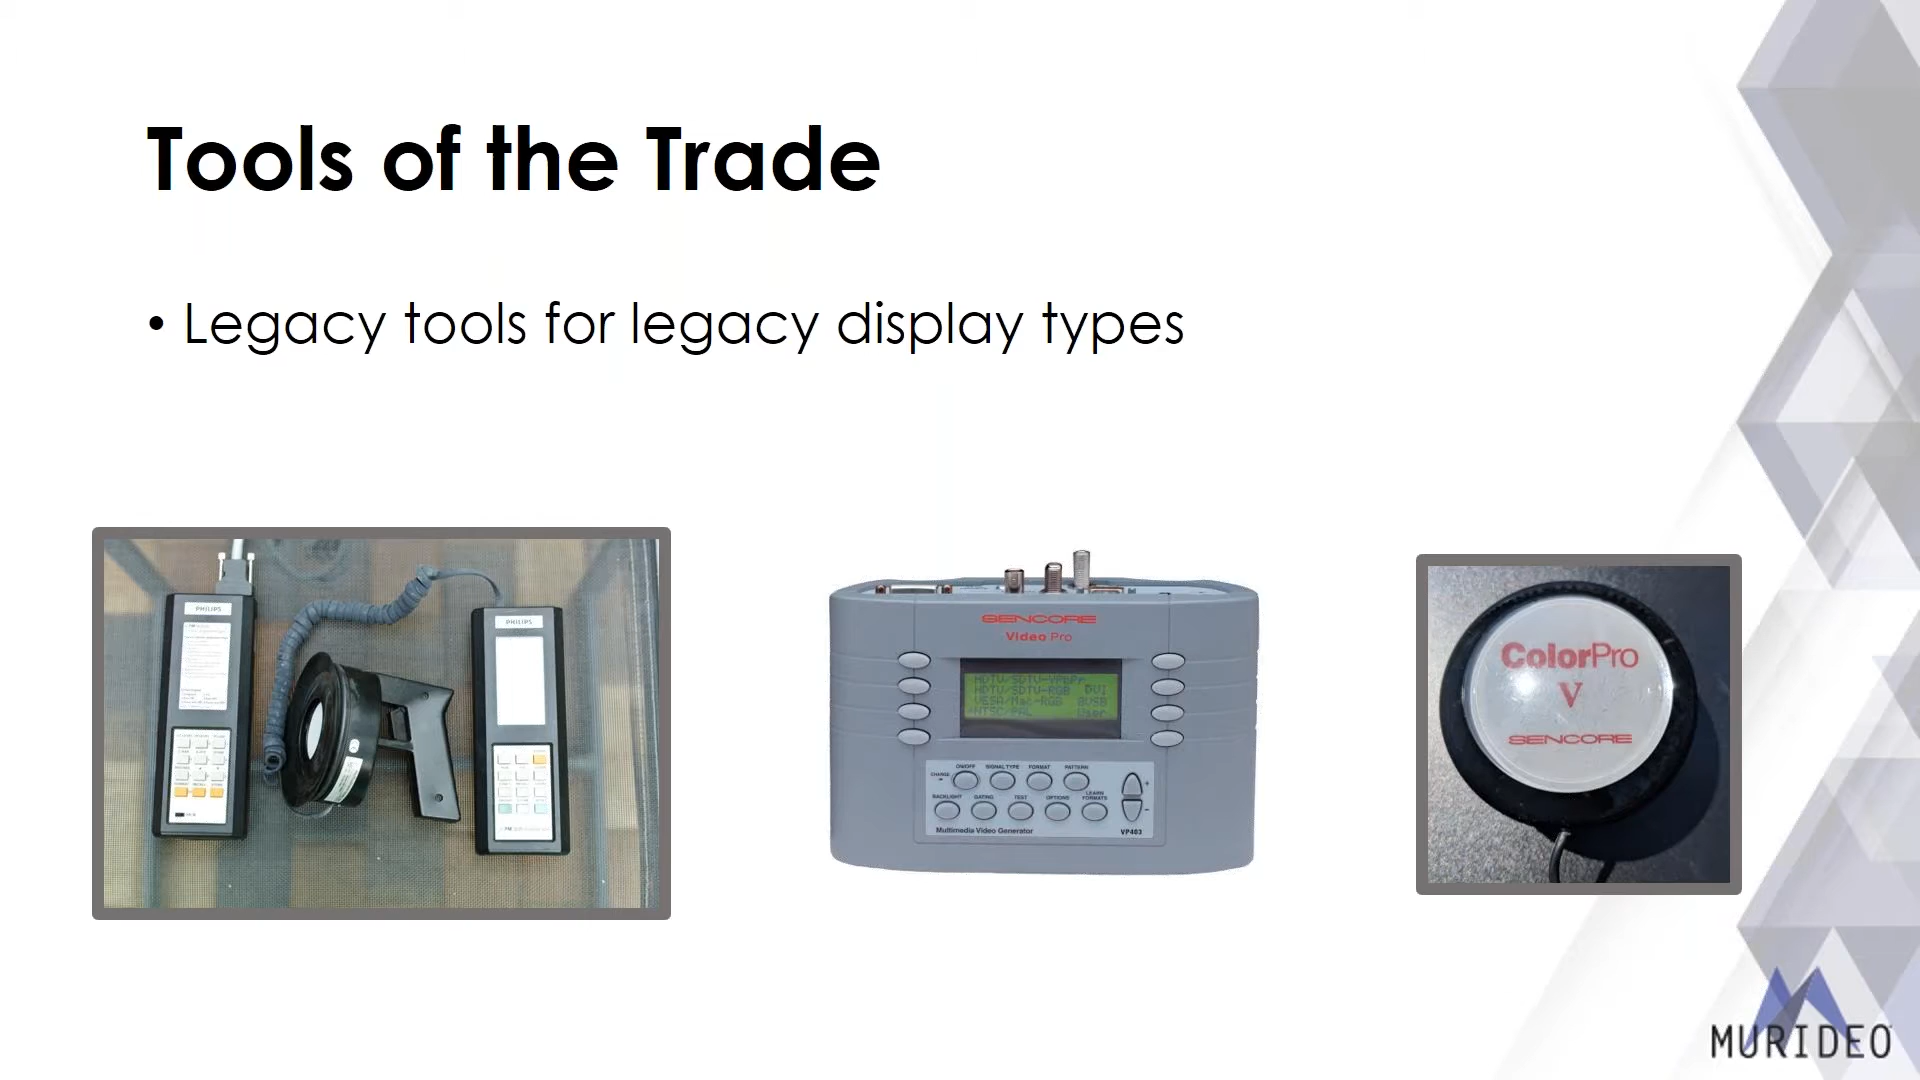 Tools of the Trade
• Legacy tools for legacy display types
PHILIPS
PHILIPS
SENCORE
Video Pro
HDTV/SDTV-YPbPr
HDTV/SDTV-RGB DVI
VESA/Mac-RGB
NTSC/PAL User
CHANGE
ON/OFF SIGNAL TYPE FORMAT PATTERN
+
BACKLIGHT GATING TEST OPTIONS LEARN FORMATS
-
Multimedia Video Generator VP403
ColorPro
V
SENCORE
MURIDEO